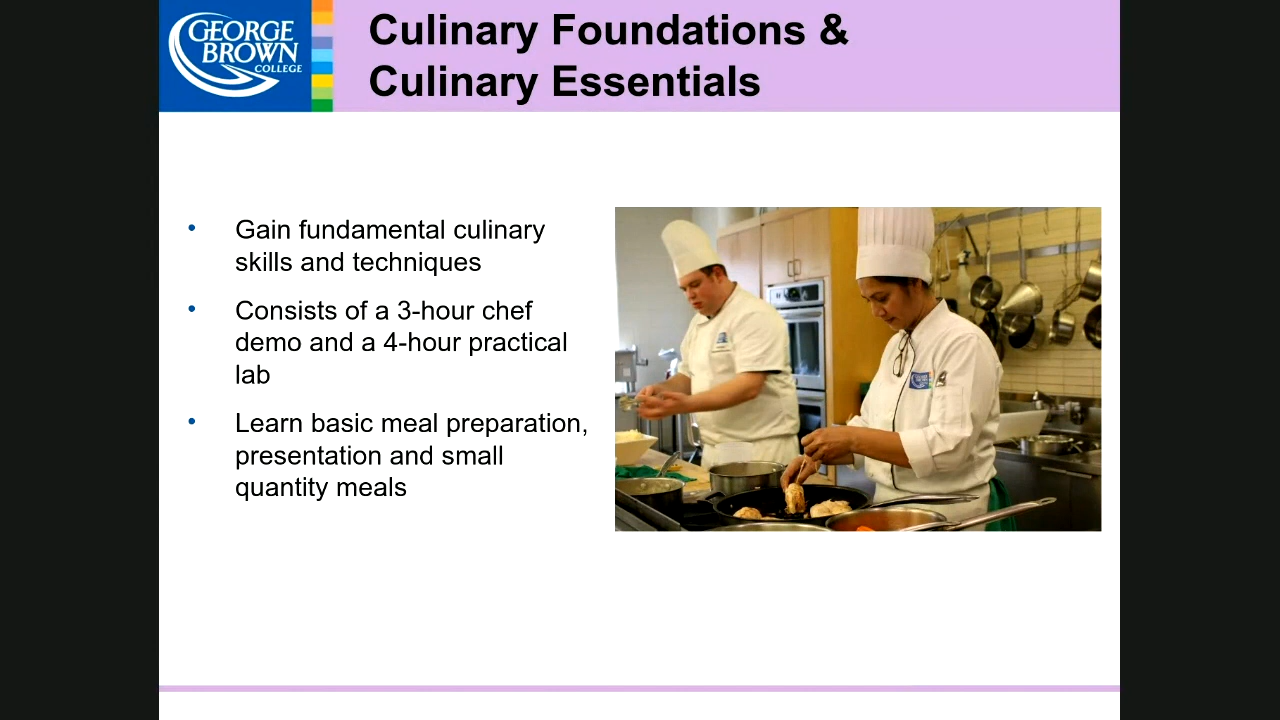 GEORGE
BROWN
COLLEGE
Culinary Foundations &
Culinary Essentials
• Gain fundamental culinary
skills and techniques
• Consists of a 3-hour chef
demo and a 4-hour practical
lab
• Learn basic meal preparation,
presentation and small
quantity meals